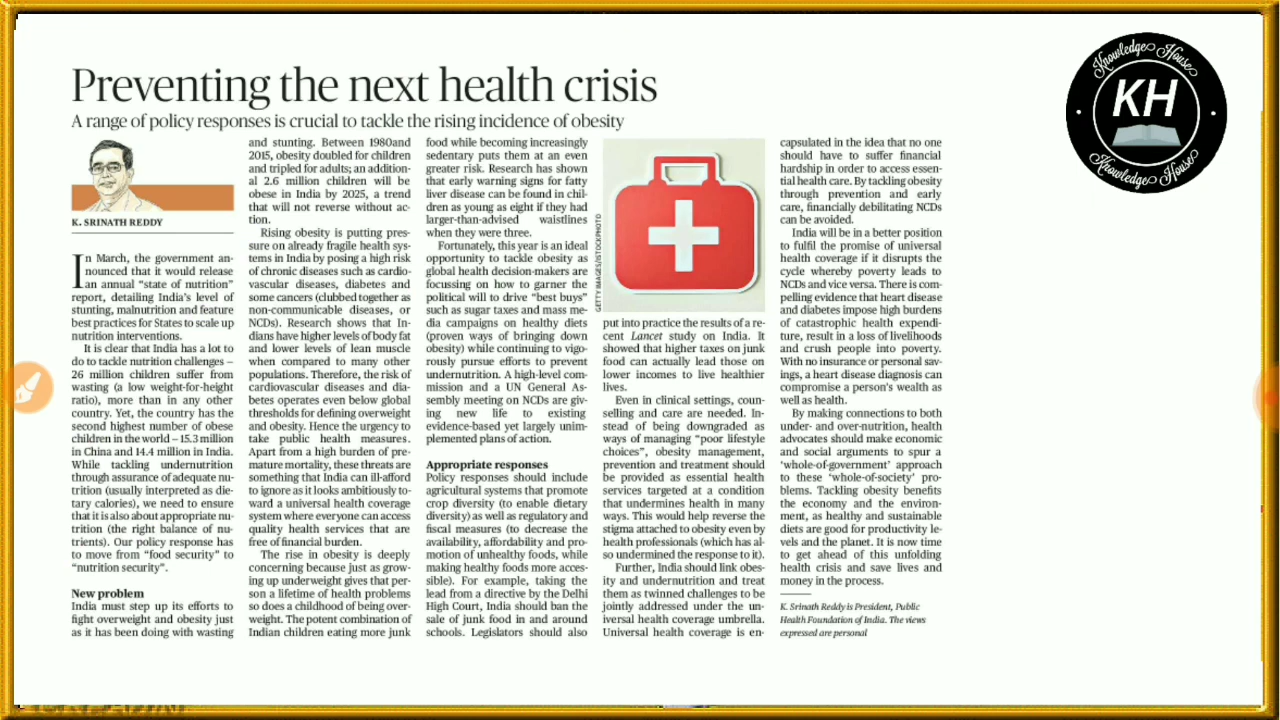 Preventing the next health crisis
A range of policy responses is crucial to tackle the rising incidence of obesity
K. SRINATH REDDY
In March, the government an-
nounced that it would release
an annual “state of nutrition”
report, detailing India’s level of
stunting, malnutrition and feature
best practices for States to scale up
nutrition interventions.
It is clear that India has a lot to
do to tackle nutrition challenges –
26 million children suffer from
wasting (a low weight-for-height
ratio), more than in any other
country. Yet, the country has the
second highest number of obese
children in the world – 15.3 million
in China and 14.4 million in India.
While tackling undernutrition
through assurance of adequate nu-
trition (usually interpreted as die-
tary calories), we need to ensure
that it is also about appropriate nu-
trition (the right balance of nu-
trients). Our policy response has
to move from “food security” to
“nutrition security”.
New problem
India must step up its efforts to
fight overweight and obesity just
as it has been doing with wasting
and stunting. Between 1980and
2015, obesity doubled for children
and tripled for adults; an addition-
al 2.6 million children will be
obese in India by 2025, a trend
that will not reverse without ac-
tion.
Rising obesity is putting pres-
sure on already fragile health sys-
tems in India by posing a high risk
of chronic diseases such as cardio-
vascular diseases, diabetes and
some cancers (clubbed together as
non-communicable diseases, or
NCDs). Research shows that In-
dians have higher levels of body fat
and lower levels of lean muscle
when compared to many other
populations. Therefore, the risk of
cardiovascular diseases and dia-
betes operates even below global
thresholds for defining overweight
and obesity. Hence the urgency to
take public health measures.
Apart from a high burden of pre-
mature mortality, these threats are
something that India can ill-afford
to ignore as it looks ambitiously to-
ward a universal health coverage
system where everyone can access
quality health services that are
free of financial burden.
The rise in obesity is deeply
concerning because just as grow-
ing up underweight gives that per-
son a lifetime of health problems
so does a childhood of being over-
weight. The potent combination of
Indian children eating more junk
food while becoming increasingly
sedentary puts them at an even
greater risk. Research has shown
that early warning signs for fatty
liver disease can be found in chil-
dren as young as eight if they had
larger-than-advised waistlines
when they were three.
Fortunately, this year is an ideal
opportunity to tackle obesity as
global health decision-makers are
focussing on how to garner the
political will to drive “best buys”
such as sugar taxes and mass me-
dia campaigns on healthy diets
(proven ways of bringing down
obesity) while continuing to vigo-
rously pursue efforts to prevent
undernutrition. A high-level com-
mission and a UN General As-
sembly meeting on NCDs are giv-
ing new life to existing
evidence-based yet largely unim-
plemented plans of action.
Appropriate responses
Policy responses should include
agricultural systems that promote
crop diversity (to enable dietary
diversity) as well as regulatory and
fiscal measures (to decrease the
availability, affordability and pro-
motion of unhealthy foods, while
making healthy foods more acces-
sible). For example, taking the
lead from a directive by the Delhi
High Court, India should ban the
sale of junk food in and around
schools. Legislators should also
GETTY IMAGES/ISTOCKPHOTO
put into practice the results of a re-
cent Lancet study on India. It
showed that higher taxes on junk
food can actually lead those on
lower incomes to live healthier
lives.
Even in clinical settings, coun-
selling and care are needed. In-
stead of being downgraded as
ways of managing “poor lifestyle
choices”, obesity management,
prevention and treatment should
be provided as essential health
services targeted at a condition
that undermines health in many
ways. This would help reverse the
stigma attached to obesity even by
health professionals (which has al-
so undermined the response to it).
Further, India should link obes-
ity and undernutrition and treat
them as twinned challenges to be
jointly addressed under the un-
iversal health coverage umbrella.
Universal health coverage is en-
capsulated in the idea that no one
should have to suffer financial
hardship in order to access essen-
tial health care. By tackling obesity
through prevention and early
care, financially debilitating NCDs
can be avoided.
India will be in a better position
to fulfil the promise of universal
health coverage if it disrupts the
cycle whereby poverty leads to
NCDs and vice versa. There is com-
pelling evidence that heart disease
and diabetes impose high burdens
of catastrophic health expendi-
ture, result in a loss of livelihoods
and crush people into poverty.
With no insurance or personal sav-
ings, a heart disease diagnosis can
compromise a person’s wealth as
well as health.
By making connections to both
under- and over-nutrition, health
advocates should make economic
and social arguments to spur a
‘whole-of-government’ approach
to these ‘whole-of-society’ pro-
blems. Tackling obesity benefits
the economy and the environ-
ment, as healthy and sustainable
diets are good for productivity le-
vels and the planet. It is now time
to get ahead of this unfolding
health crisis and save lives and
money in the process.
K. Srinath Reddy is President, Public
Health Foundation of India. The views
expressed are personal
Knowledge House
KH
Knowledge House